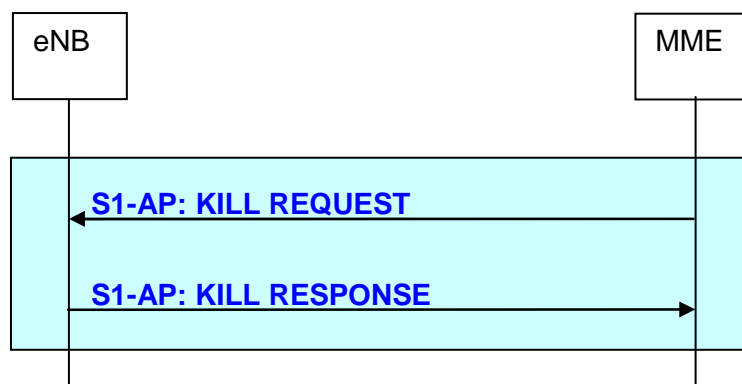 eNB
MME
S1-AP: KILL REQUEST
S1-AP: KILL RESPONSE